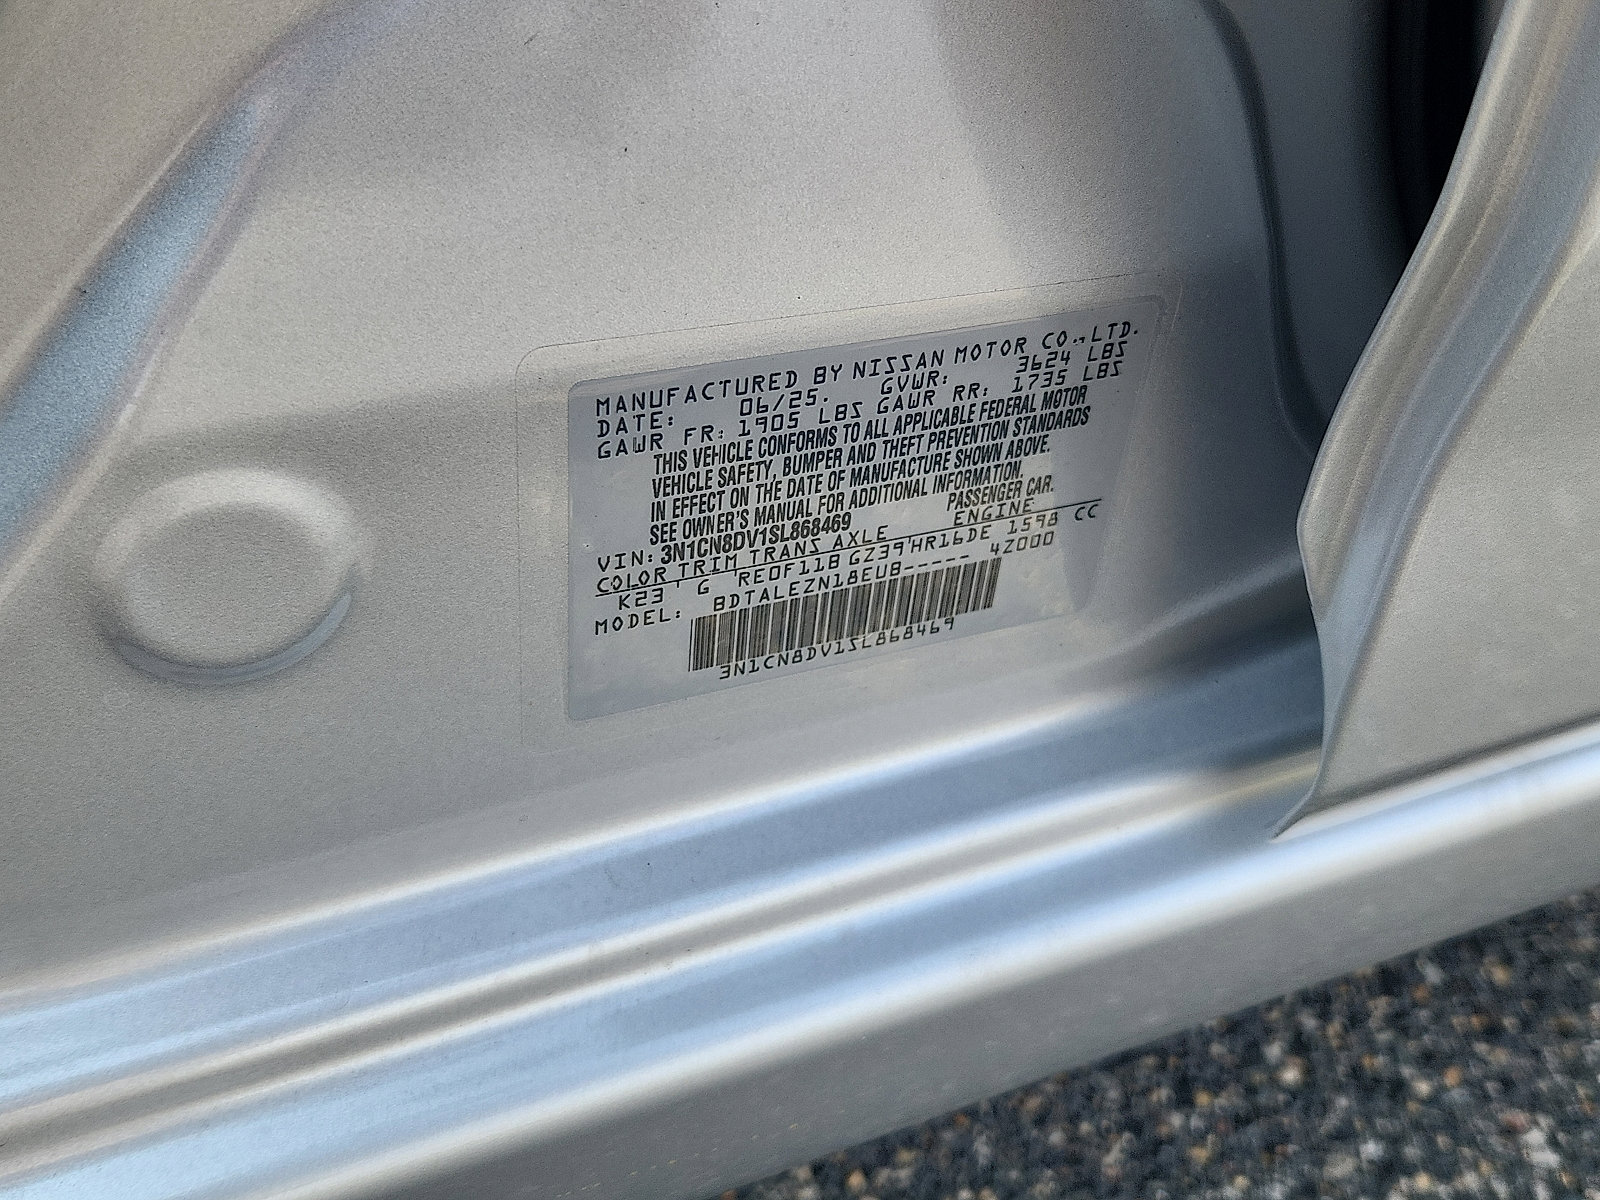 MANUFACTURED BY NISSAN MOTOR CO.,LTD.
DATE: 06/25. GVWR: 3624 LBS
GAWR FR: 1905 LBS GAWR RR: 1735 LBS
THIS VEHICLE CONFORMS TO ALL APPLICABLE FEDERAL MOTOR
VEHICLE SAFETY, BUMPER AND THEFT PREVENTION STANDARDS
IN EFFECT ON THE DATE OF MANUFACTURE SHOWN ABOVE.
SEE OWNER'S MANUAL FOR ADDITIONAL INFORMATION.
VIN: 3N1CN8DV1SL868469 PASSENGER CAR.
COLOR TRIM TRANS AXLE ENGINE
K23 G RE0F11B GZ39 HR16DE 1598 CC
MODEL: BDTALEZN18EUB----- 4Z000
3N1CN8DV1SL868469